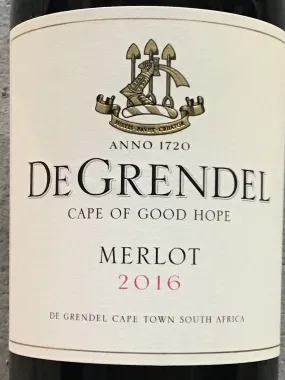 ANNO 1720
DE GRENDEL
CAPE OF GOOD HOPE
MERLOT
2016
DE GRENDEL CAPE TOWN SOUTH AFRICA